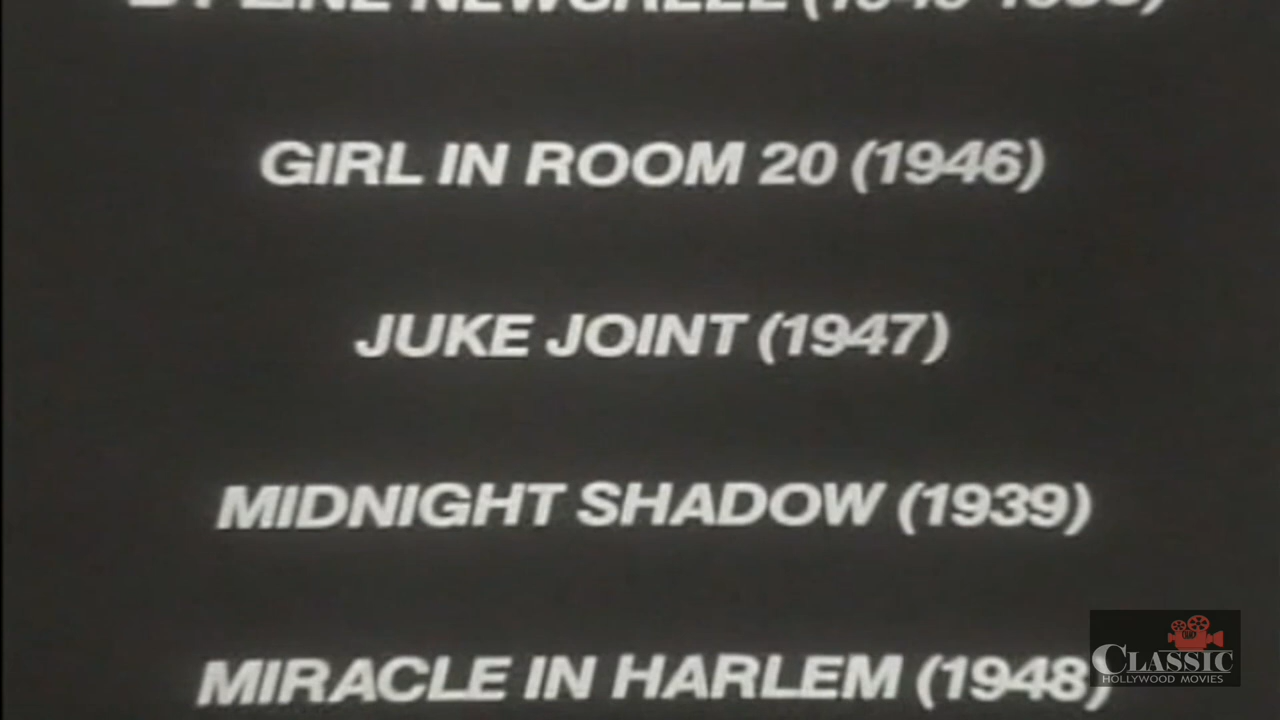 GIRL IN ROOM 20 (1946)
JUKE JOINT (1947)
MIDNIGHT SHADOW (1939)
MIRACLE IN HARLEM (1948)
CLASSIC
HOLLYWOOD MOVIES